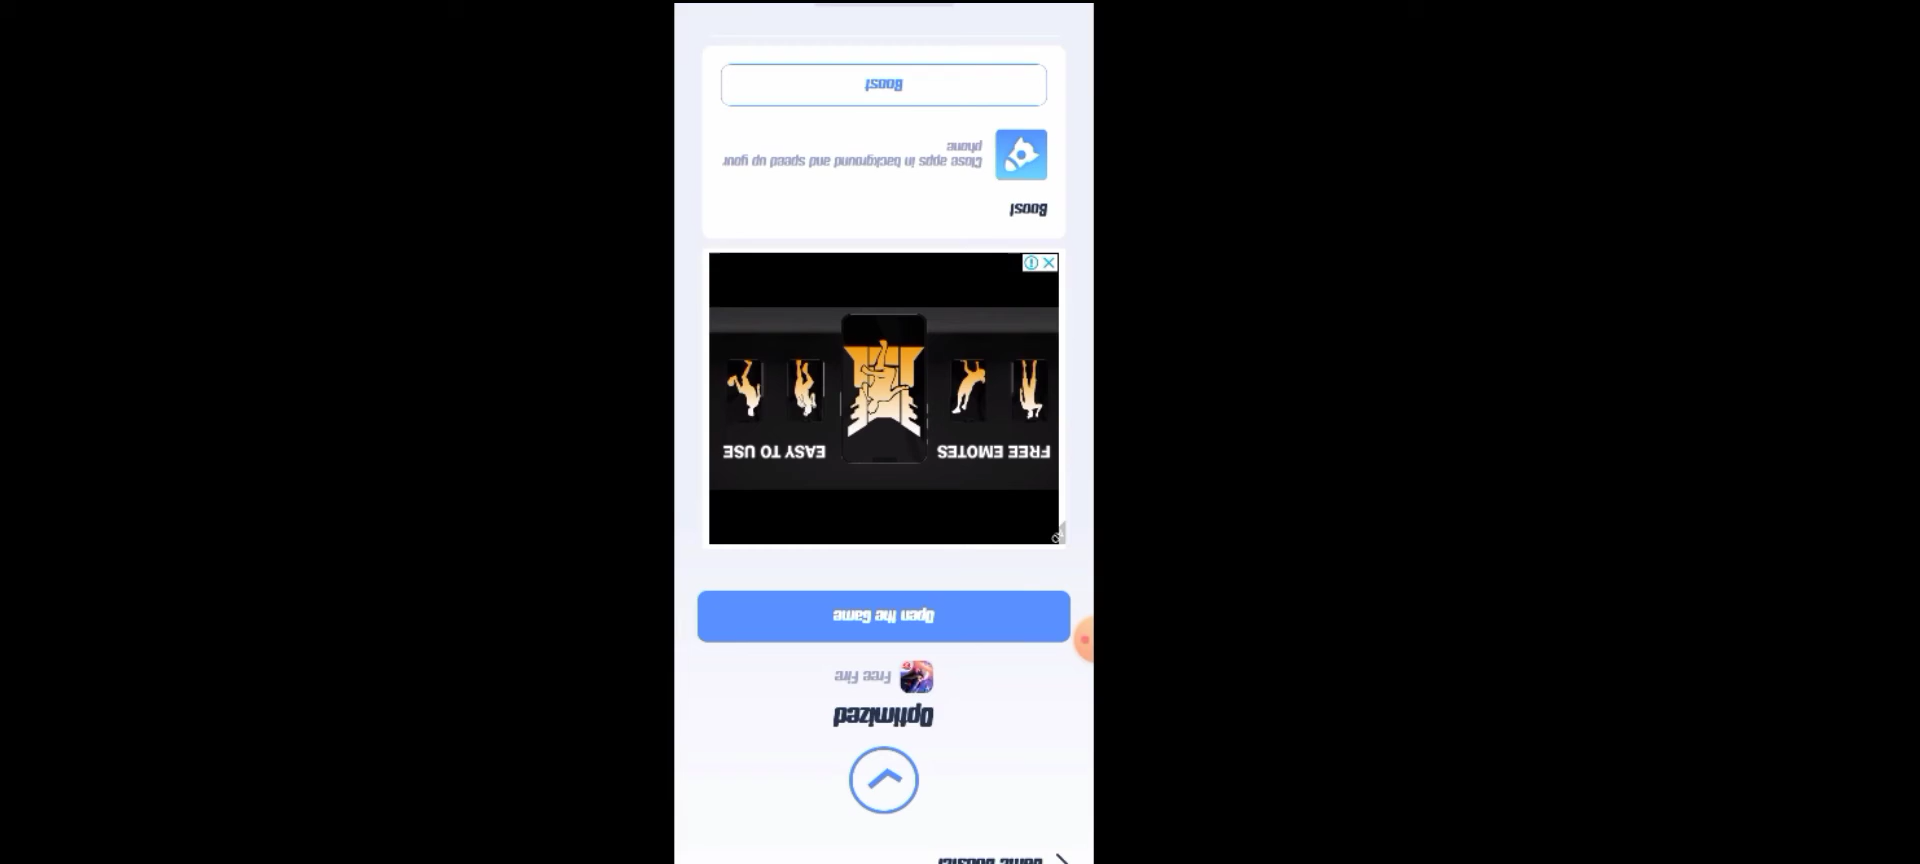 Game Booster
Optimized
Free Fire
Open the Game
FREE EMOTES
EASY TO USE
Boost
Close apps in background and speed up your
phone
Boost